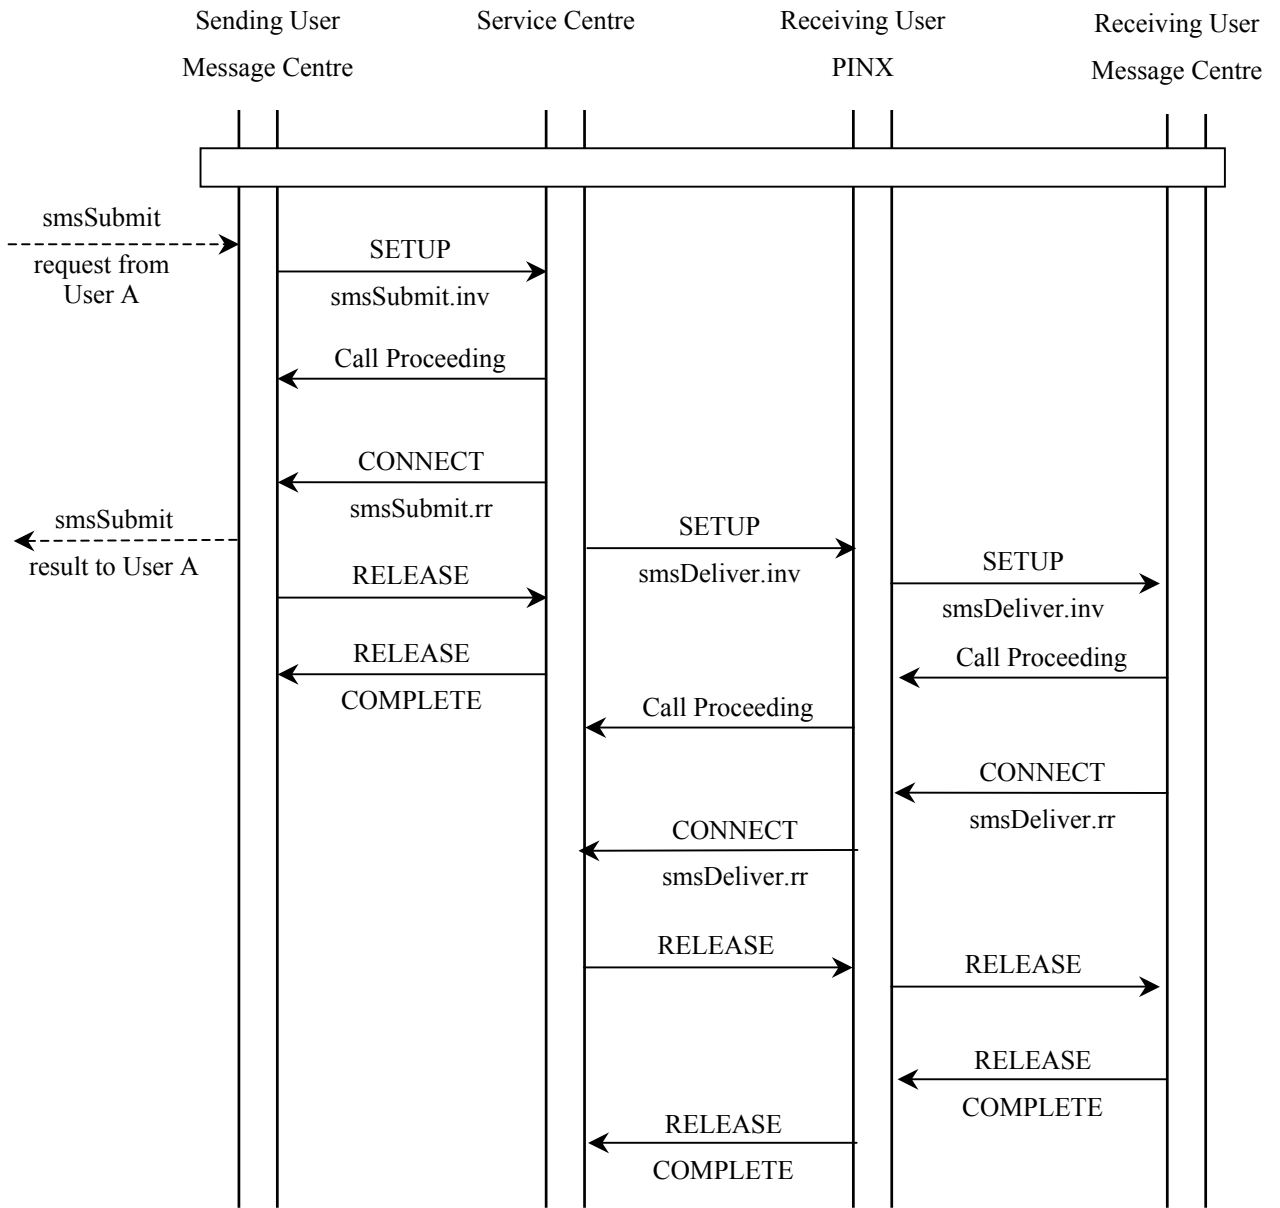 Sending User
Message Centre
Service Centre
Receiving User
PINX
Receiving User
Message Centre
smsSubmit
request from
User A
SETUP
smsSubmit.inv
Call Proceeding
CONNECT
smsSubmit.rr
smsSubmit
result to User A
SETUP
smsDeliver.inv
SETUP
smsDeliver.inv
RELEASE
Call Proceeding
RELEASE
COMPLETE
Call Proceeding
CONNECT
smsDeliver.rr
CONNECT
smsDeliver.rr
RELEASE
RELEASE
RELEASE
COMPLETE
RELEASE
COMPLETE